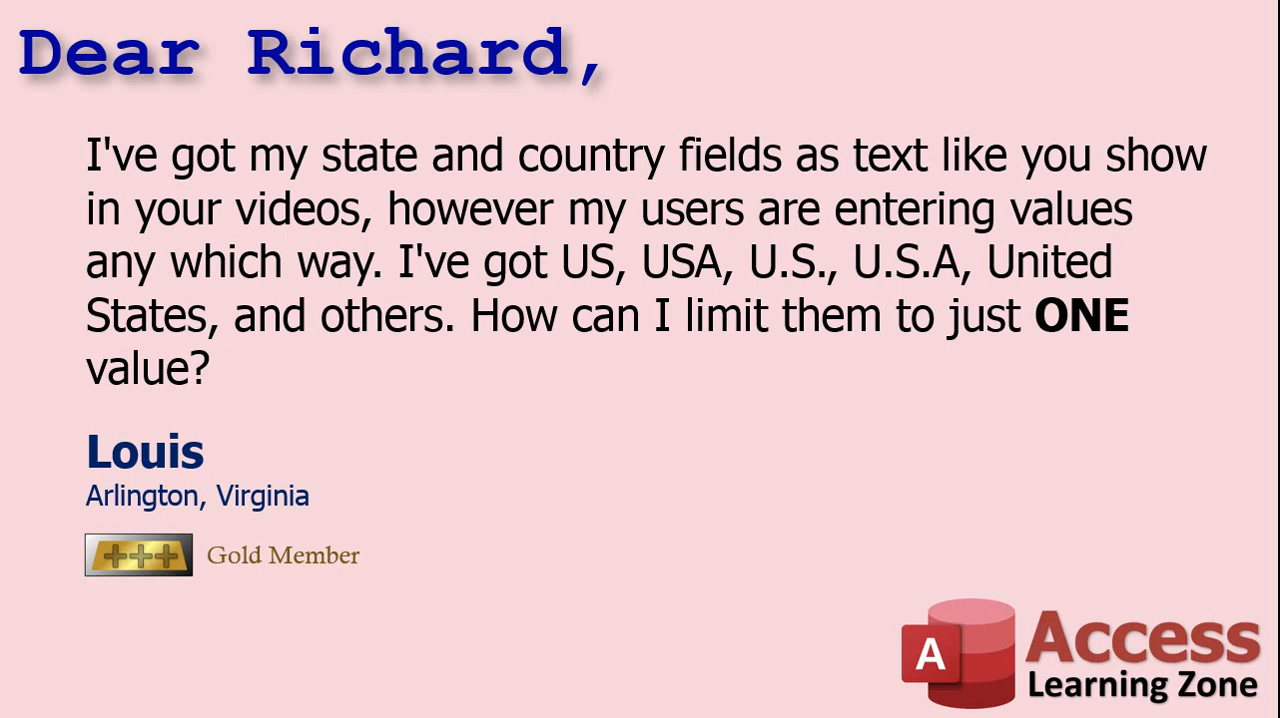 Dear Richard,
I've got my state and country fields as text like you show
in your videos, however my users are entering values
any which way. I've got US, USA, U.S., U.S.A, United
States, and others. How can I limit them to just ONE
value?
Louis
Arlington, Virginia
+++ Gold Member
A Access
Learning Zone